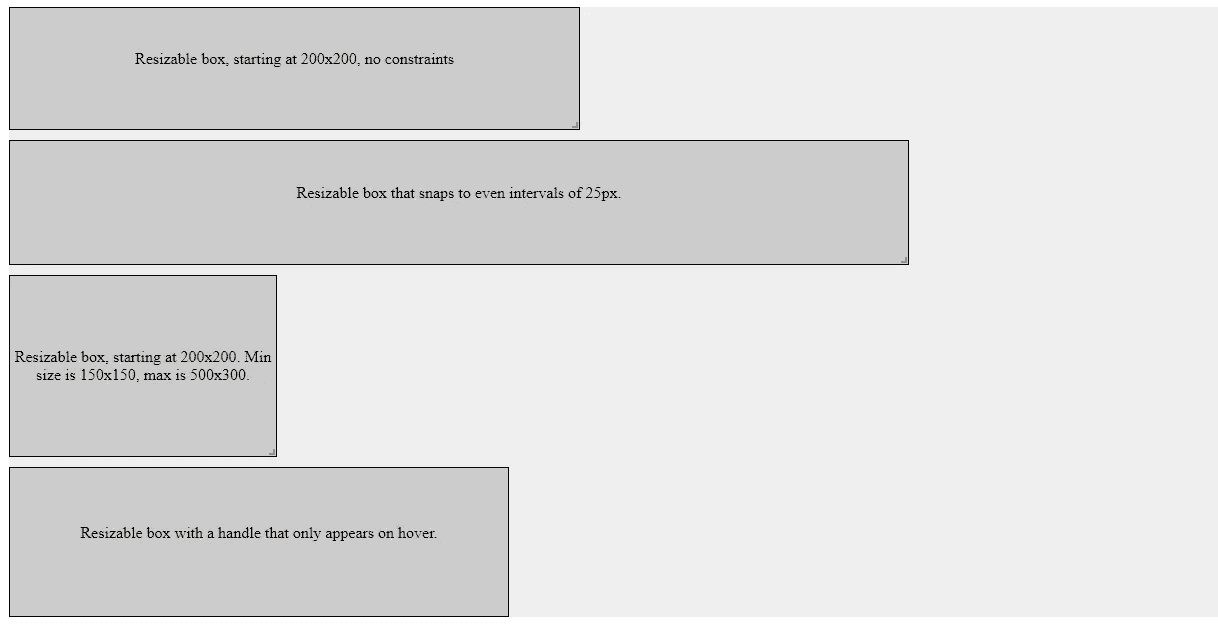 Resizable box, starting at 200x200, no constraints
Resizable box that snaps to even intervals of 25px.
Resizable box, starting at 200x200. Min
size is 150x150, max is 500x300.
Resizable box with a handle that only appears on hover.